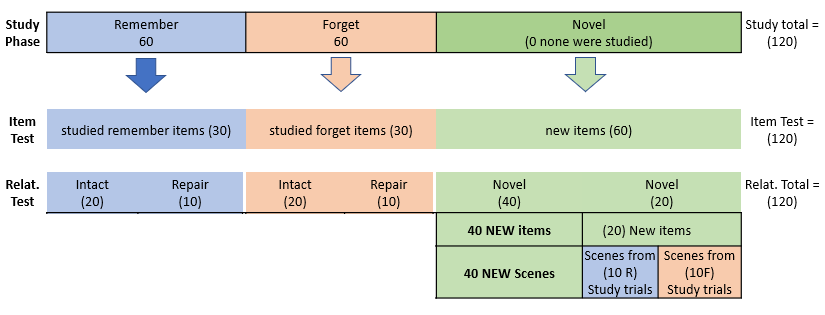 Study
Phase
Remember
60
Forget
60
Novel
(0 none were studied)
Study total =
(120)
Item
Test
studied remember items (30)
studied forget items (30)
new items (60)
Item Test =
(120)
Relat.
Test
Intact
(20)
Repair
(10)
Intact
(20)
Repair
(10)
Novel
(40)
Novel
(20)
Relat. Total =
(120)
40 NEW items
(20) New items
40 NEW Scenes
Scenes from
(10 R)
Study trials
Scenes from
(10F)
Study trials